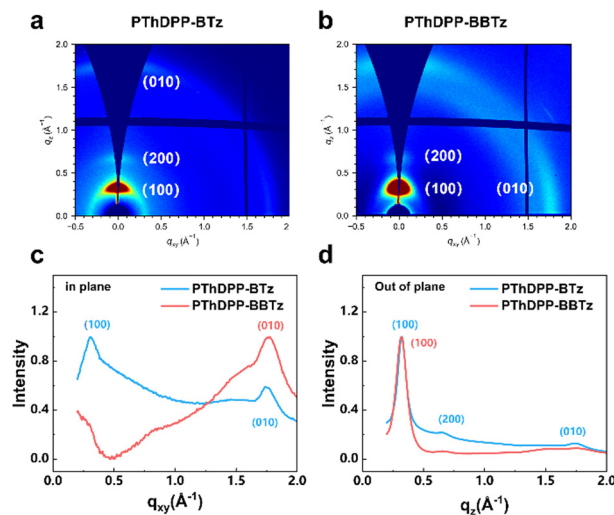 a PThDPP-BTz
2.0
1.5
1.0
0.5
0.0
qz (Å-1)
(010)
(200)
(100)
-0.5 0.0 0.5 1.0 1.5 2.0
qxy (Å-1)
b PThDPP-BBTz
2.0
1.5
1.0
0.5
0.0
qz (Å-1)
(200)
(100) (010)
-0.5 0.0 0.5 1.0 1.5 2.0
qxy (Å-1)
c
in plane
PThDPP-BTz
PThDPP-BBTz
(100)
(010)
(010)
Intensity
1.2
0.8
0.4
0.0
0.0 0.5 1.0 1.5 2.0
qxy(Å-1)
d
Out of plane
PThDPP-BTz
PThDPP-BBTz
(100)
(100)
(200)
(010)
Intensity
1.2
0.8
0.4
0.0
0.0 0.5 1.0 1.5 2.0
qz(Å-1)